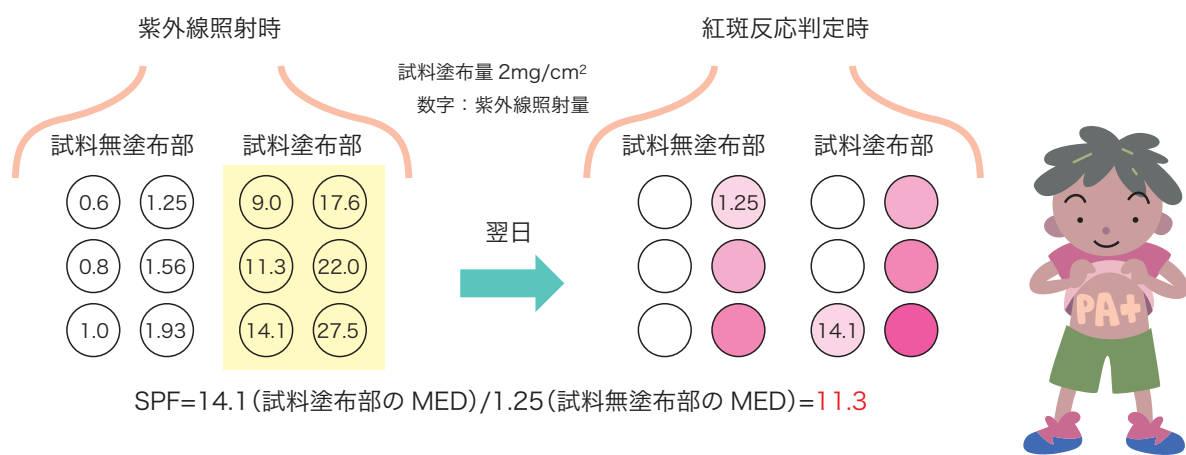 紫外線照射時
紅斑反応判定時
試料塗布量 2mg/cm²
数字：紫外線照射量
試料無塗布部
試料塗布部
試料無塗布部
試料塗布部
0.6 1.25 9.0 17.6
1.25
翌日
0.8 1.56 11.3 22.0
1.0 1.93 14.1 27.5
14.1
PA+
SPF=14.1(試料塗布部の MED)/1.25(試料無塗布部の MED)=11.3